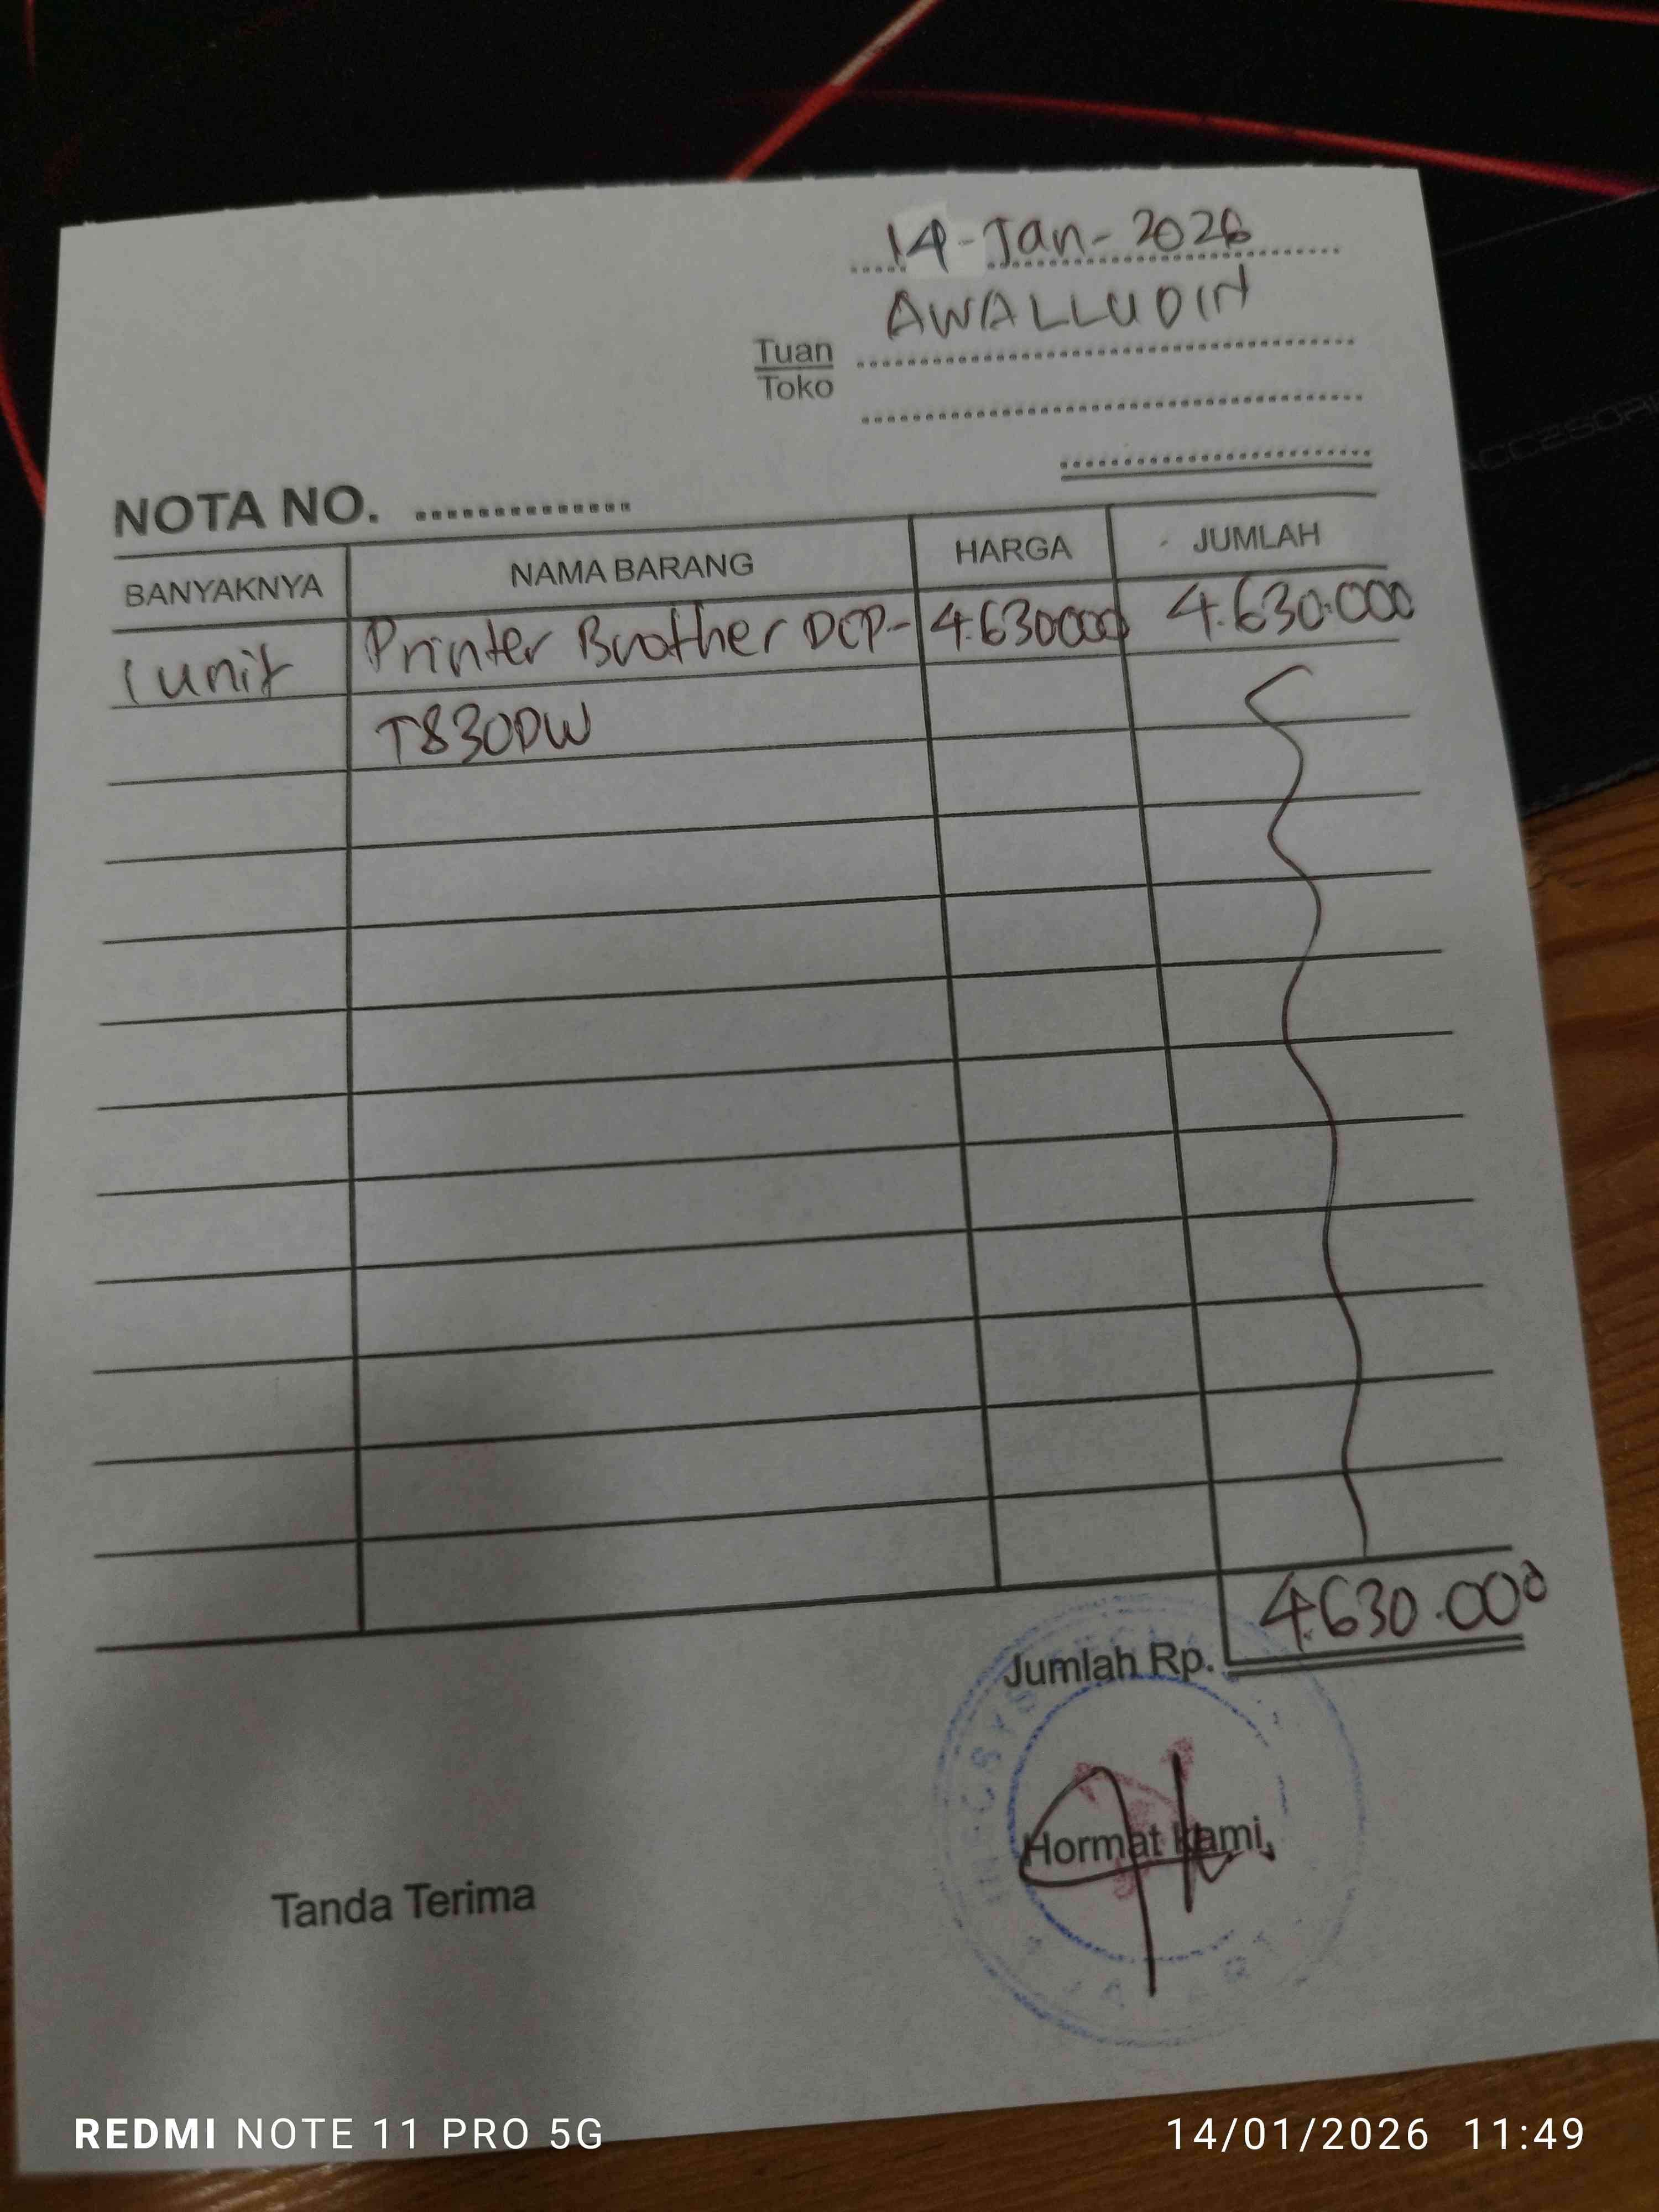 14-Jan-2026
AWALLUDIN
Tuan
Toko
NOTA NO.
BANYAKNYA NAMA BARANG HARGA JUMLAH
1 unit Printer Brother DCP- 4.630000 4.630.000
T830DW
Jumlah Rp. 4.630.000
Hormat Kami,
Tanda Terima
REDMI NOTE 11 PRO 5G 14/01/2026 11:49